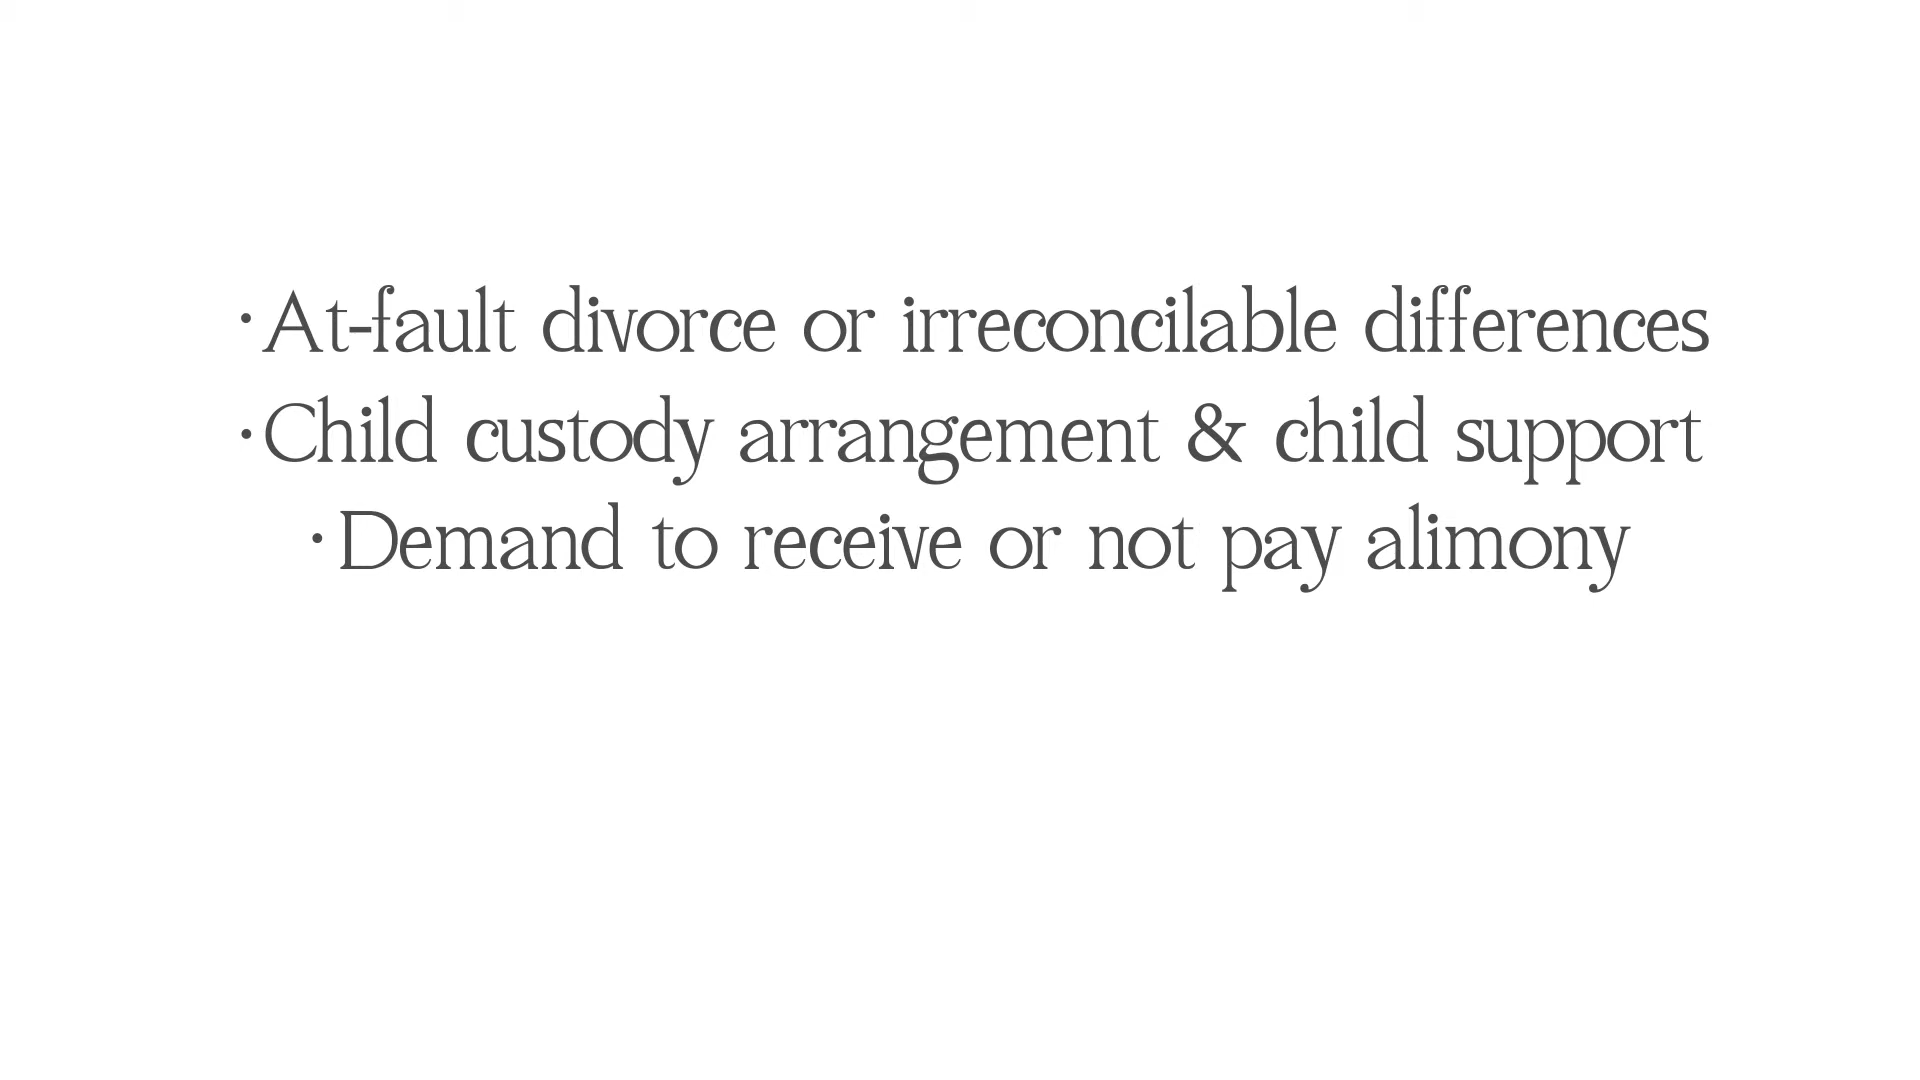 ·At-fault divorce or irreconcilable differences
·Child custody arrangement & child support
·Demand to receive or not pay alimony